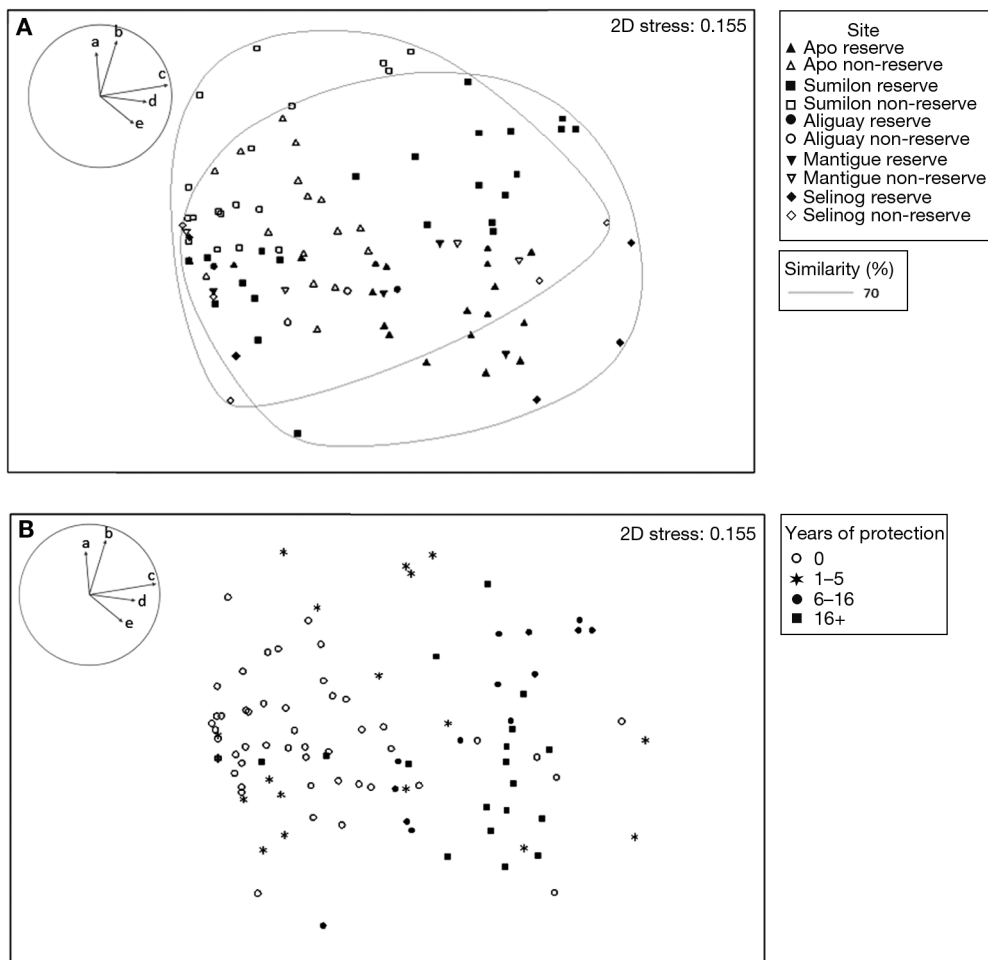 A
2D stress: 0.155
a
b
c
d
e
Site
Apo reserve
Apo non-reserve
Sumilon reserve
Sumilon non-reserve
Aliguay reserve
Aliguay non-reserve
Mantigue reserve
Mantigue non-reserve
Selinog reserve
Selinog non-reserve
Similarity (%)
70
B
2D stress: 0.155
a
b
c
d
e
Years of protection
0
1–5
6–16
16+